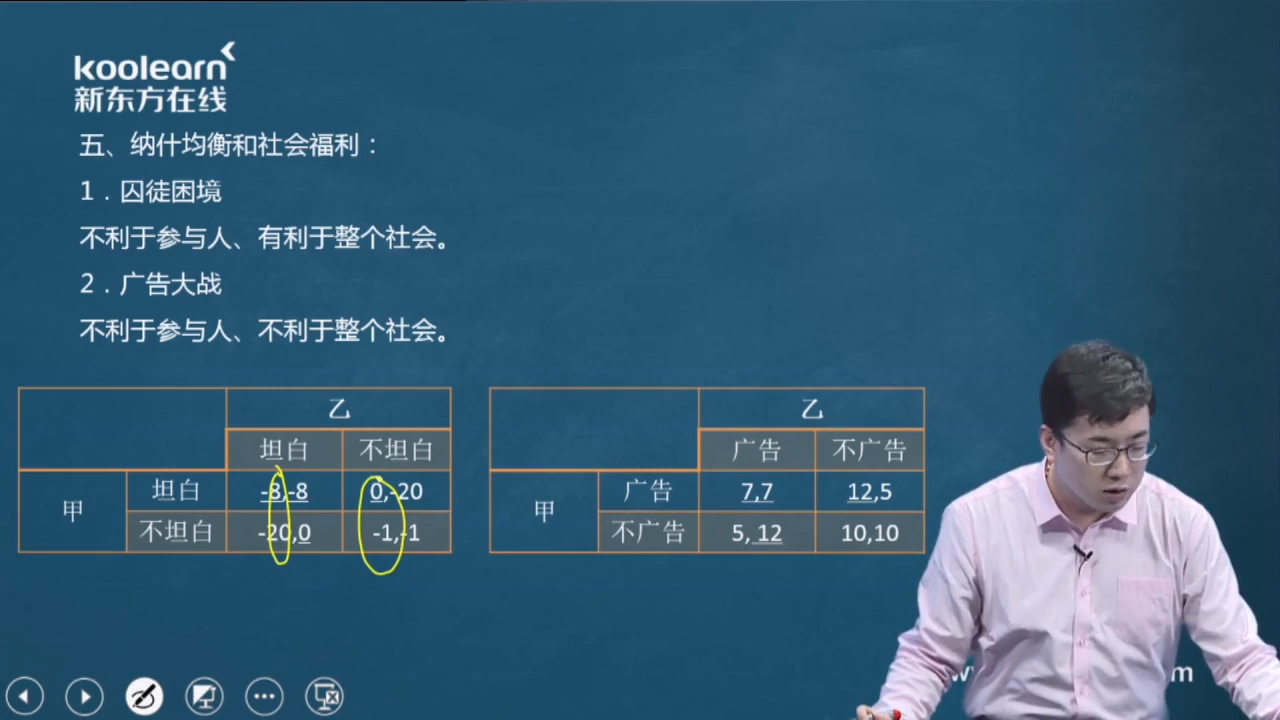 koolearn
新东方在线
五、纳什均衡和社会福利：
1．囚徒困境
不利于参与人、有利于整个社会。
2．广告大战
不利于参与人、不利于整个社会。
乙
坦白 不坦白
甲 坦白 -8,-8 0,-20
不坦白 -20,0 -1,-1
乙
广告 不广告
甲 广告 7,7 12,5
不广告 5, 12 10,10